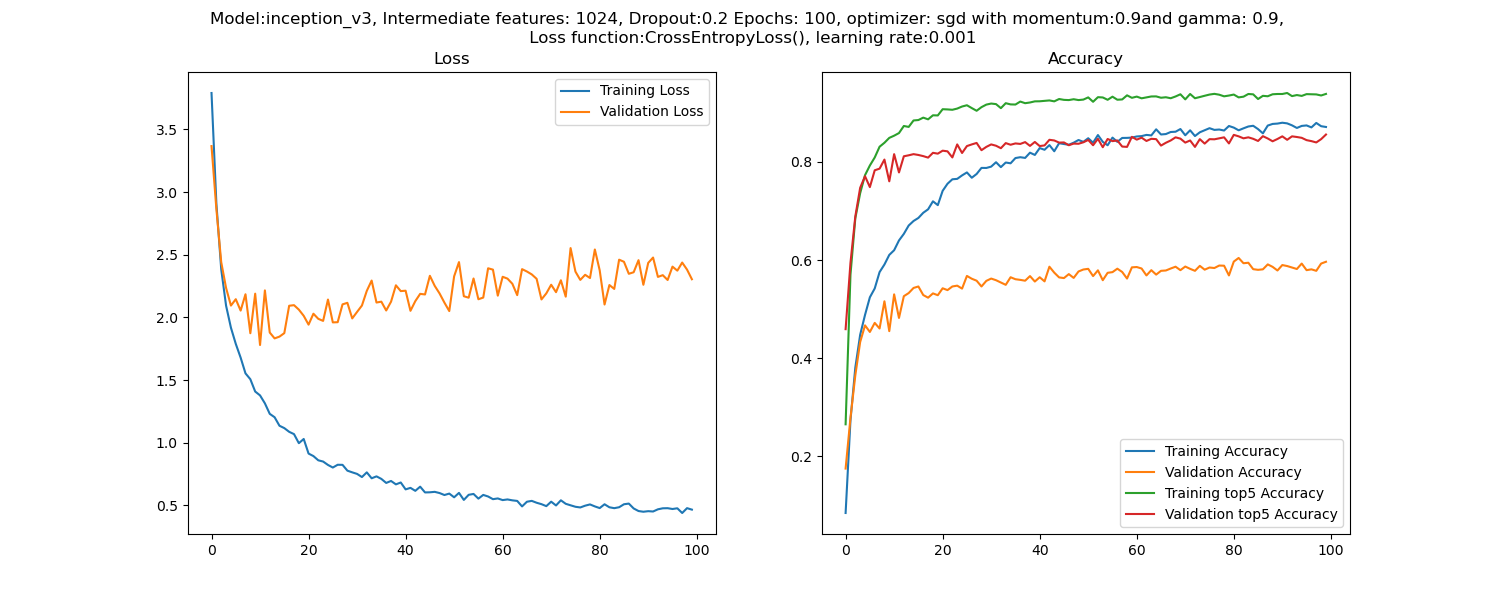 Model:inception_v3, Intermediate features: 1024, Dropout:0.2 Epochs: 100, optimizer: sgd with momentum:0.9and gamma: 0.9,
Loss function:CrossEntropyLoss(), learning rate:0.001
Loss
Training Loss
Validation Loss
3.5
3.0
2.5
2.0
1.5
1.0
0.5
0 20 40 60 80 100
Accuracy
0.8
0.6
0.4
0.2
Training Accuracy
Validation Accuracy
Training top5 Accuracy
Validation top5 Accuracy
0 20 40 60 80 100